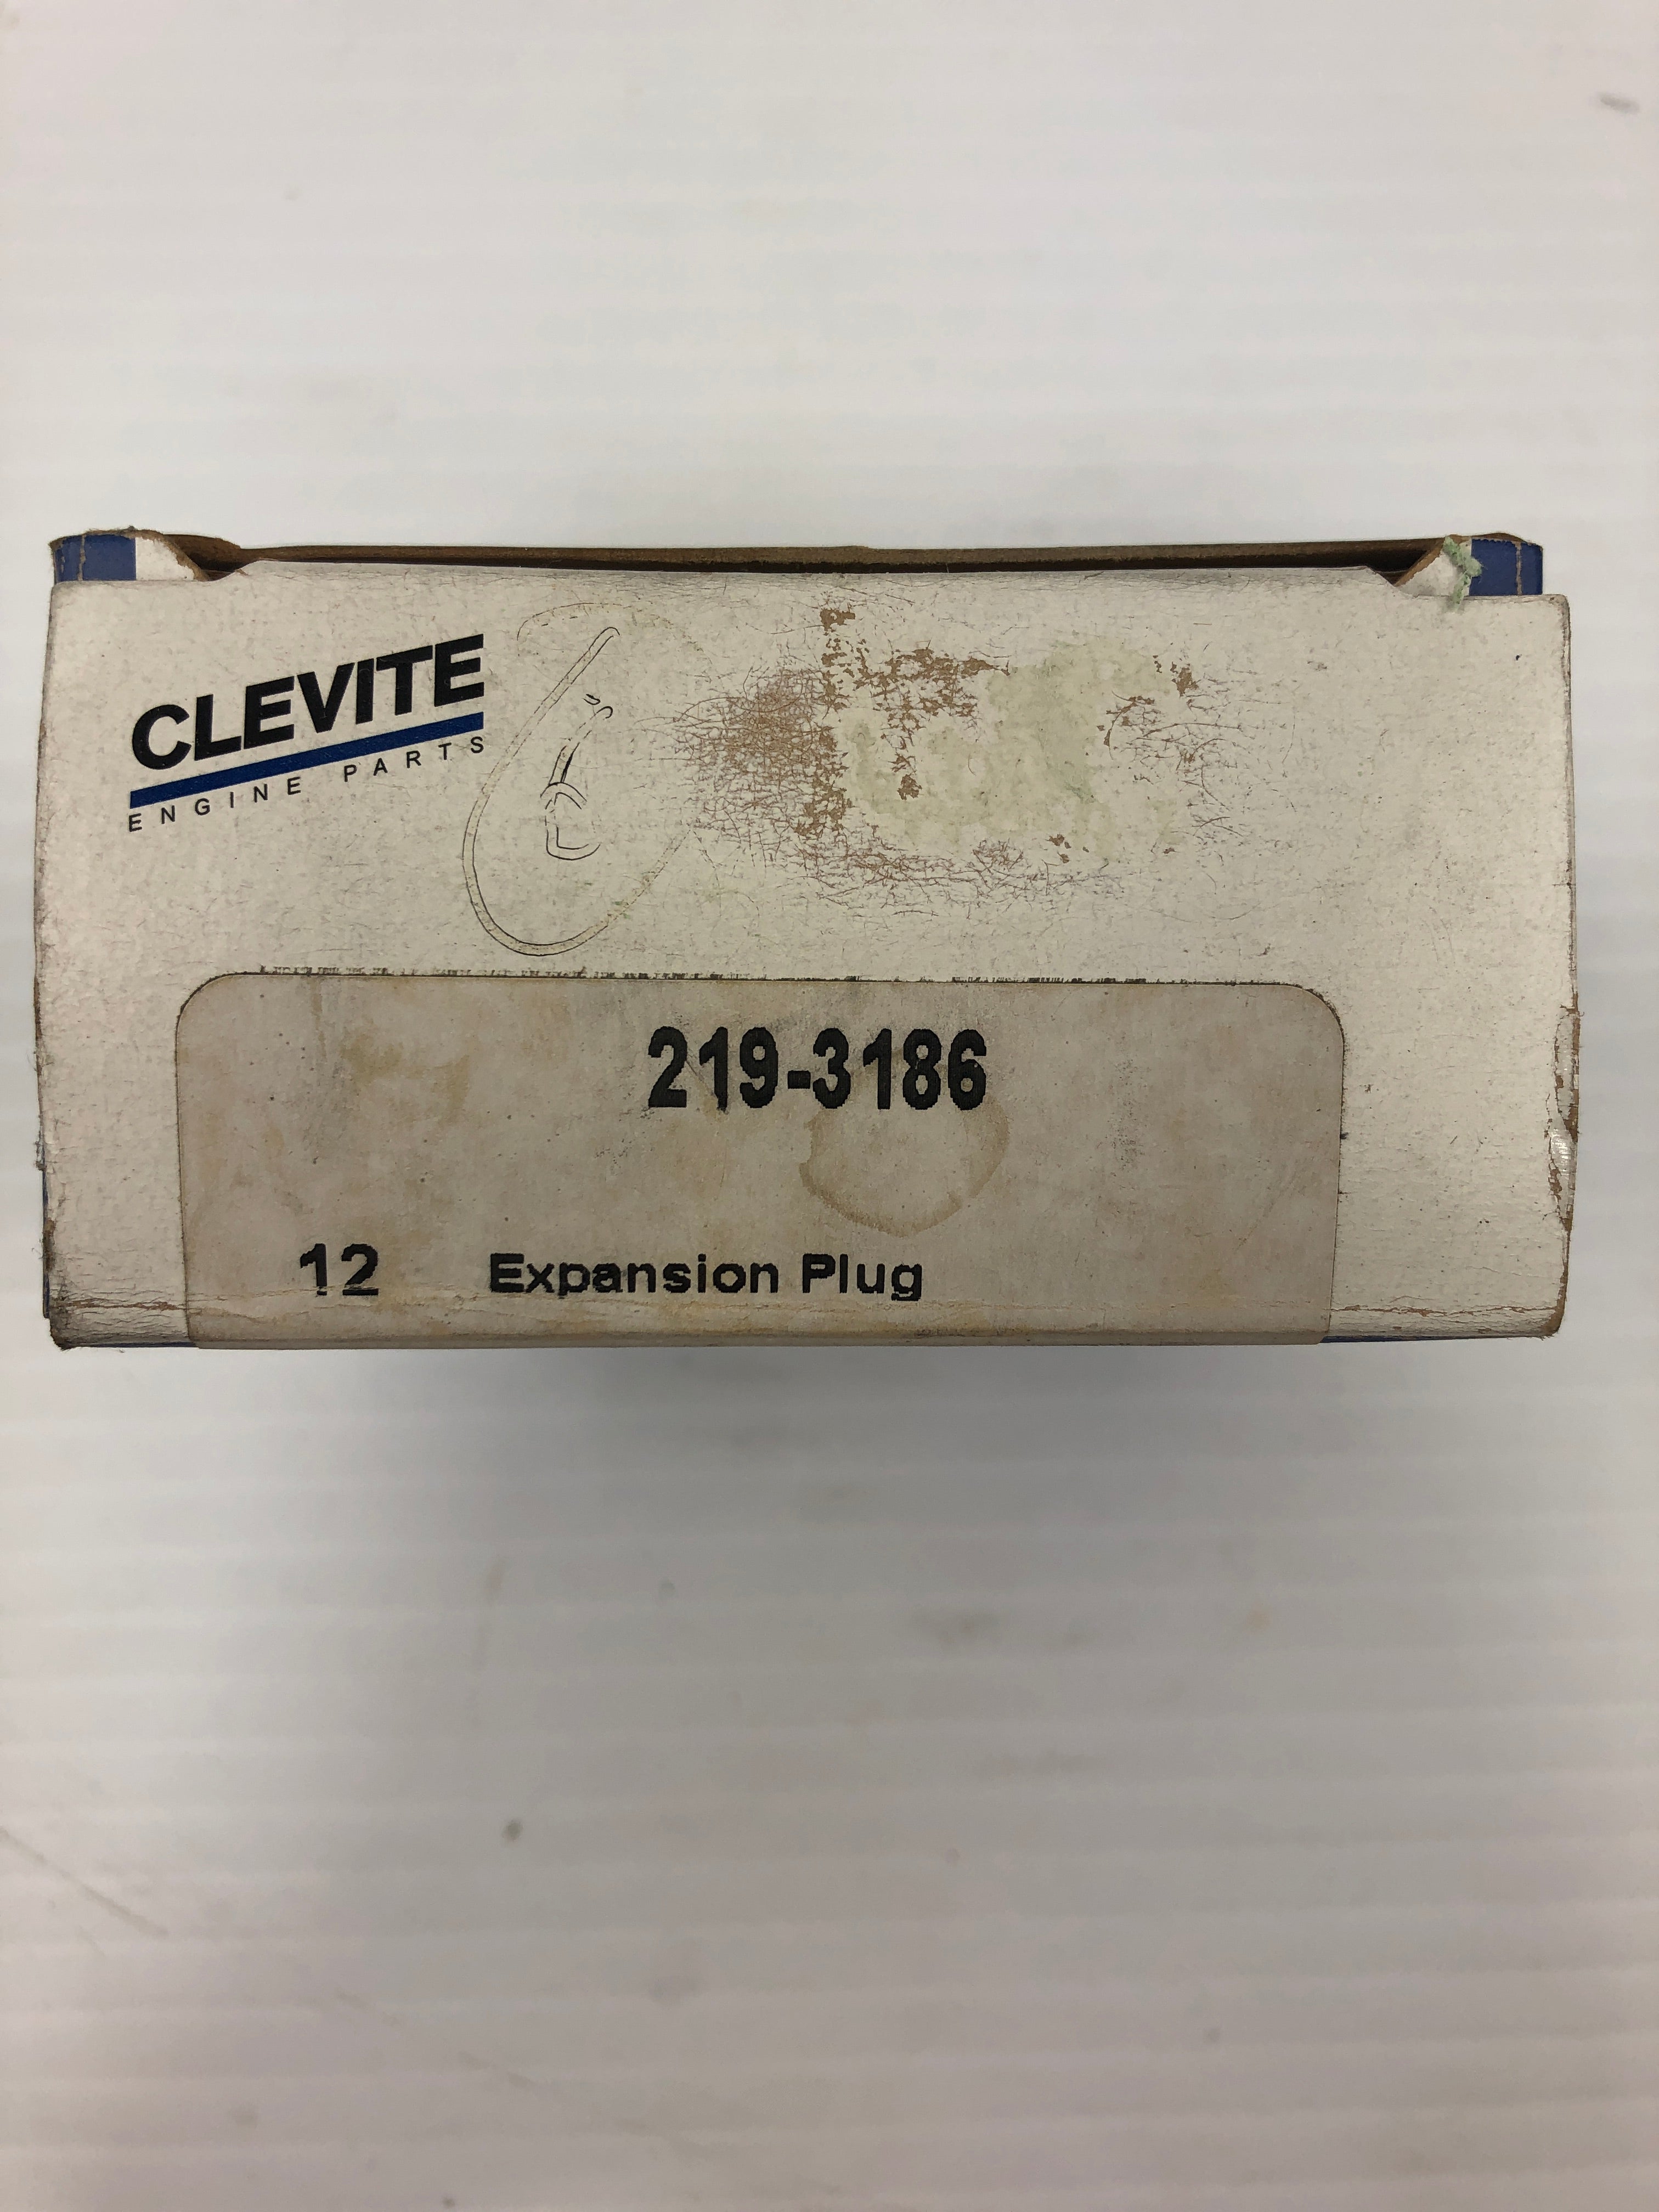 CLEVITE
ENGINE PARTS
219-3186
12 Expansion Plug